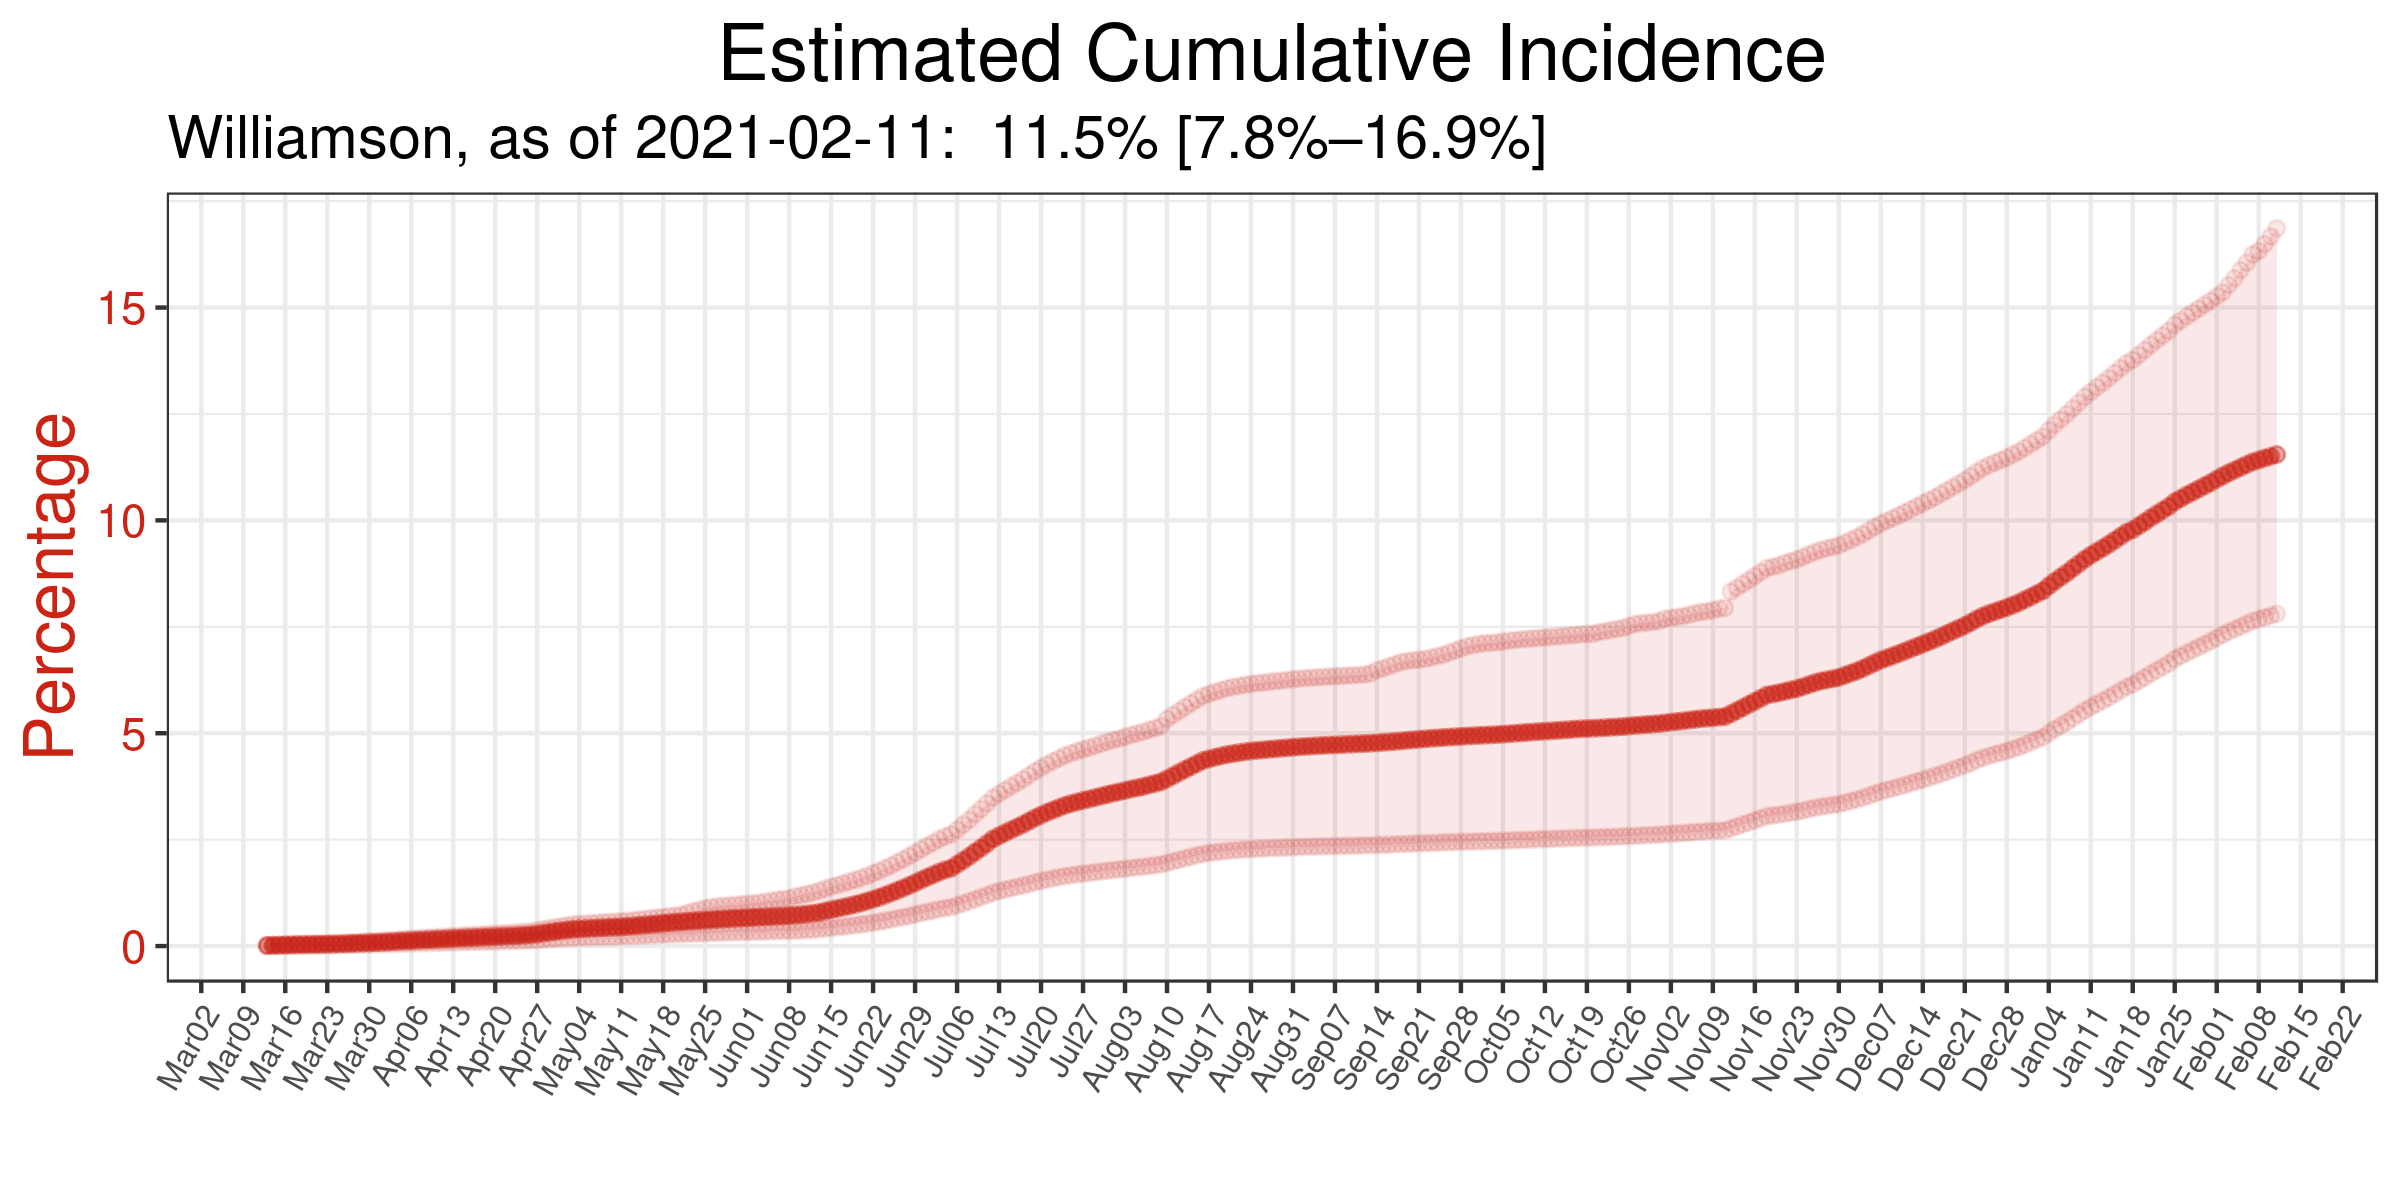 Estimated Cumulative Incidence
Williamson, as of 2021-02-11:  11.5% [7.8%–16.9%]
Percentage
15
10
5
0
Mar02 Mar09 Mar16 Mar23 Mar30 Apr06 Apr13 Apr20 Apr27 May04 May11 May18 May25 Jun01 Jun08 Jun15 Jun22 Jun29 Jul06 Jul13 Jul20 Jul27 Aug03 Aug10 Aug17 Aug24 Aug31 Sep07 Sep14 Sep21 Sep28 Oct05 Oct12 Oct19 Oct26 Nov02 Nov09 Nov16 Nov23 Nov30 Dec07 Dec14 Dec21 Dec28 Jan04 Jan11 Jan18 Jan25 Feb01 Feb08 Feb15 Feb22